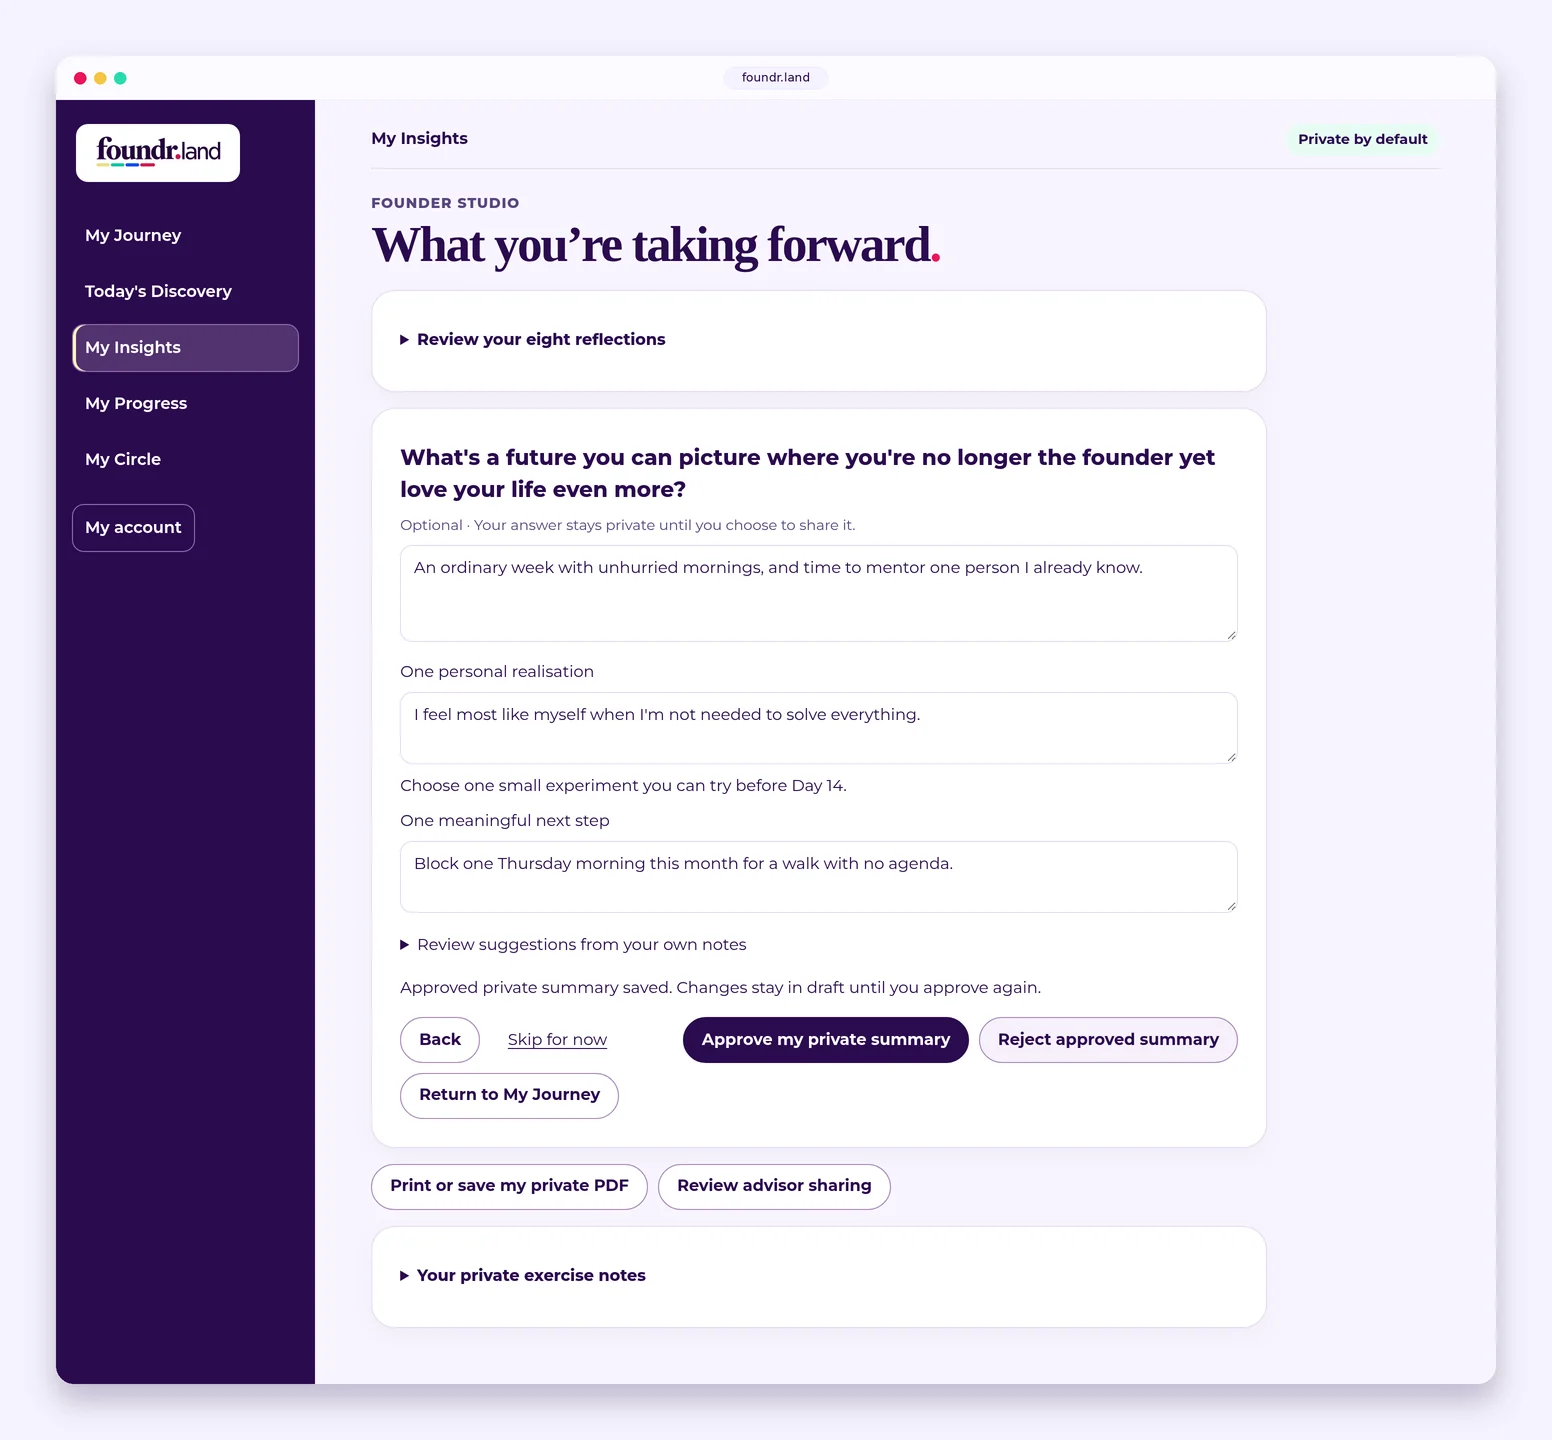 foundr.land
foundr.land
My Journey
Today's Discovery
My Insights
My Progress
My Circle
My account
My Insights
Private by default
FOUNDER STUDIO
What you’re taking forward.
Review your eight reflections
What's a future you can picture where you're no longer the founder yet
love your life even more?
Optional · Your answer stays private until you choose to share it.
An ordinary week with unhurried mornings, and time to mentor one person I already know.
One personal realisation
I feel most like myself when I'm not needed to solve everything.
Choose one small experiment you can try before Day 14.
One meaningful next step
Block one Thursday morning this month for a walk with no agenda.
Review suggestions from your own notes
Approved private summary saved. Changes stay in draft until you approve again.
Back
Skip for now
Approve my private summary
Reject approved summary
Return to My Journey
Print or save my private PDF
Review advisor sharing
Your private exercise notes